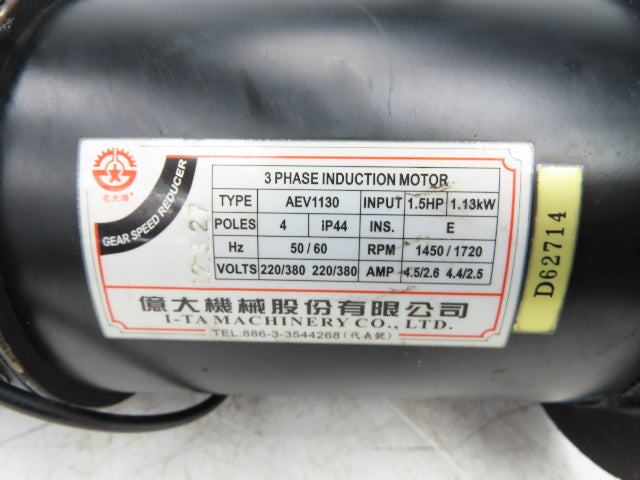 北大牌®
GEAR SPEED REDUCER
3 PHASE INDUCTION MOTOR
TYPE AEV1130 INPUT 1.5HP 1.13kW
POLES 4 iP44 INS. E
Hz 50/60 RPM 1450/1720
VOLTS 220/380 220/380 AMP 4.5/2.6 4.4/2.5
億大機械股份有限公司
I-TA MACHINERY CO., LTD.
TEL:886-3-3544268(代表號)
D62714